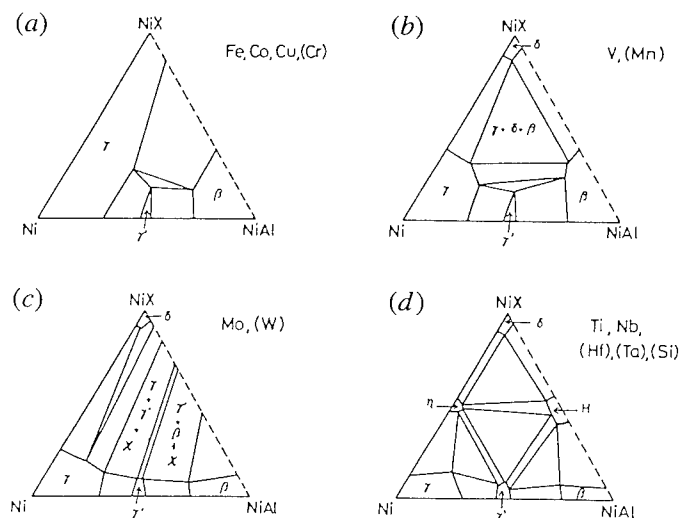 (a)
NiX
Fe, Co, Cu,(Cr)
γ
β
Ni
γ'
NiAl
(b)
NiX
δ
V, (Mn)
γ + δ + β
γ
β
Ni
γ'
NiAl
(c)
NiX
δ
Mo, (W)
γ + γ' + χ
γ' + β + χ
γ
β
Ni
γ'
NiAl
(d)
NiX
δ
Ti, Nb,
(Hf),(Ta),(Si)
η
H
γ
β
Ni
γ'
NiAl